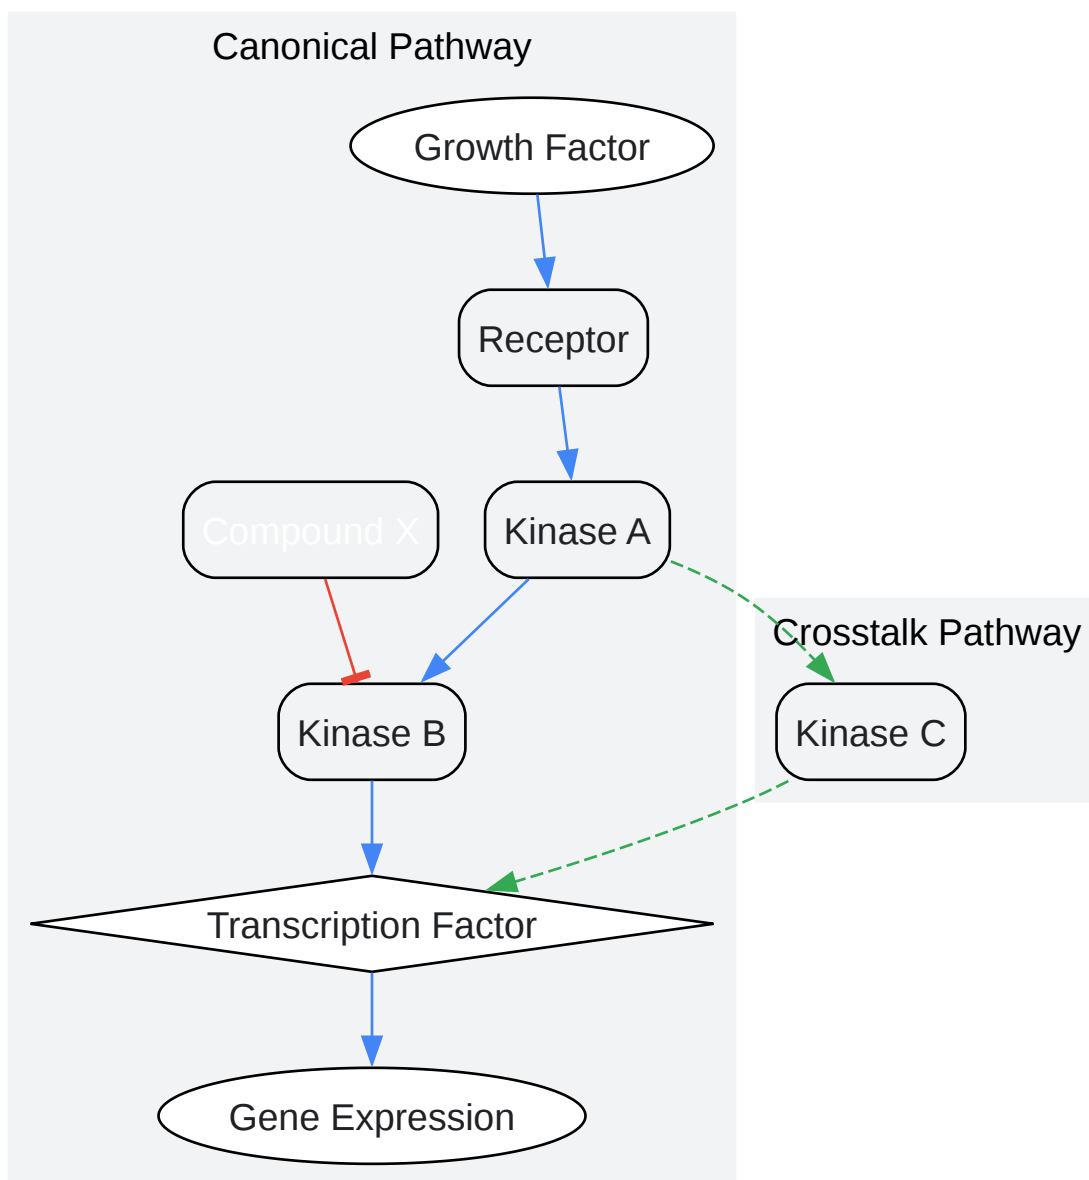 Canonical Pathway
Growth Factor
Receptor
Compound X
Kinase A
Crosstalk Pathway
Kinase B
Kinase C
Transcription Factor
Gene Expression